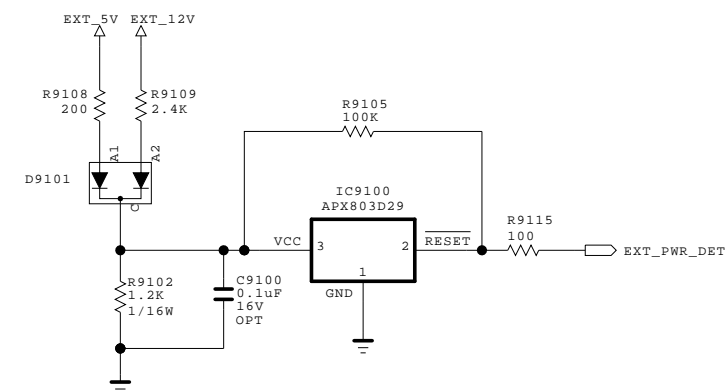 EXT_5V EXT_12V
R9108
200
R9109
2.4K
R9105
100K
A1
A2
D9101
C
IC9100
APX803D29
R9115
100
VCC
3
2
RESET
EXT_PWR_DET
1
GND
R9102
1.2K
1/16W
C9100
0.1uF
16V
OPT